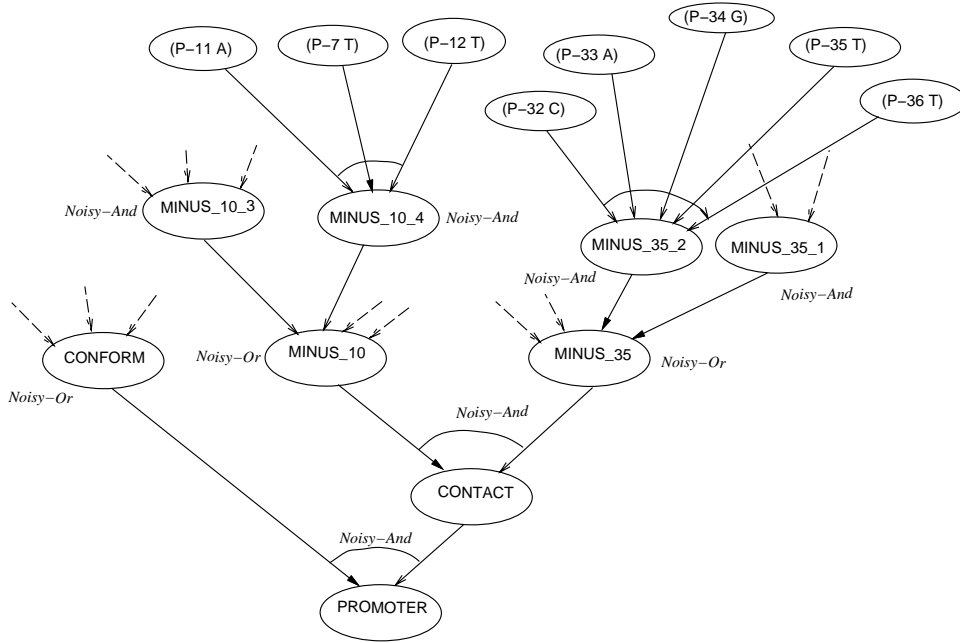 (P−34 G)
(P−11 A)
(P−7 T)
(P−12 T)
(P−35 T)
(P−33 A)
(P−32 C)
(P−36 T)
MINUS_10_3
Noisy−And
MINUS_10_4
Noisy−And
MINUS_35_2
MINUS_35_1
Noisy−And
Noisy−And
CONFORM
Noisy−Or
Noisy−Or
MINUS_10
MINUS_35
Noisy−Or
Noisy−And
CONTACT
Noisy−And
PROMOTER